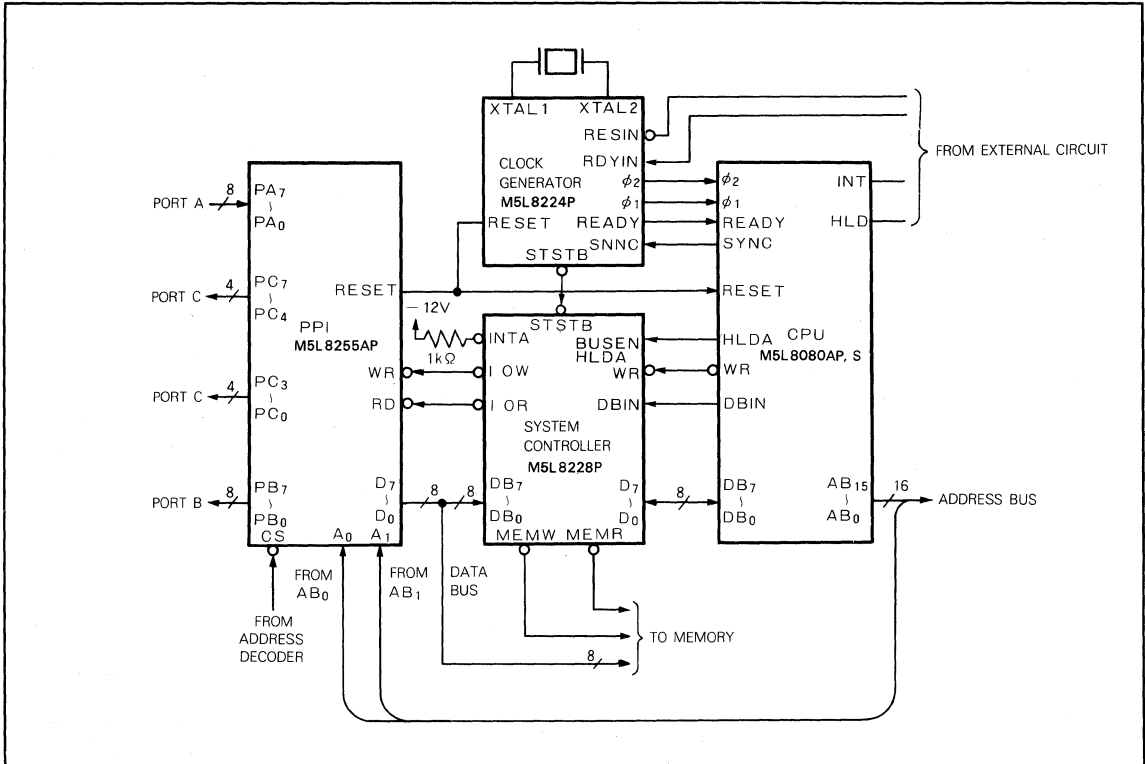 XTAL1 XTAL2
RESIN
RDYIN
CLOCK
GENERATOR
M5L8224P
ϕ2
ϕ1
RESET READY
SNNC
STSTB
FROM EXTERNAL CIRCUIT
ϕ2 INT
ϕ1
READY HLD
SYNC
RESET
HLDA CPU
M5L8080AP, S
WR
DBIN
DB7 AB15
~ ~
DB0 AB0
16
ADDRESS BUS
PORT A 8 PA7
~
PA0
PORT C 4 PC7
~
PC4
RESET
PPI
M5L8255AP
PORT C 4 PC3
~
PC0
WR
RD
PORT B 8 PB7
~
PB0
D7
~
D0
CS A0 A1
− 12V
1kΩ
STSTB
INTA BUSEN
HLDA
I OW WR
I OR DBIN
SYSTEM
CONTROLLER
M5L8228P
8 8
DB7 D7
~ ~
DB0 D0
8
MEMW MEMR
FROM
AB0
FROM
AB1
DATA
BUS
FROM
ADDRESS
DECODER
TO MEMORY
8